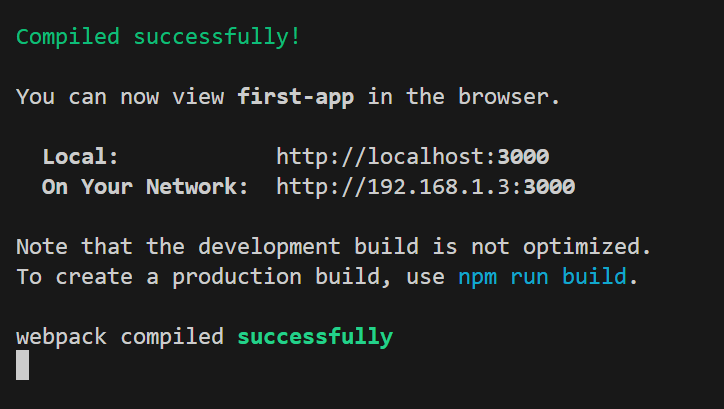 Compiled successfully!
You can now view first-app in the browser.
Local: http://localhost:3000
On Your Network: http://192.168.1.3:3000
Note that the development build is not optimized.
To create a production build, use npm run build.
webpack compiled successfully